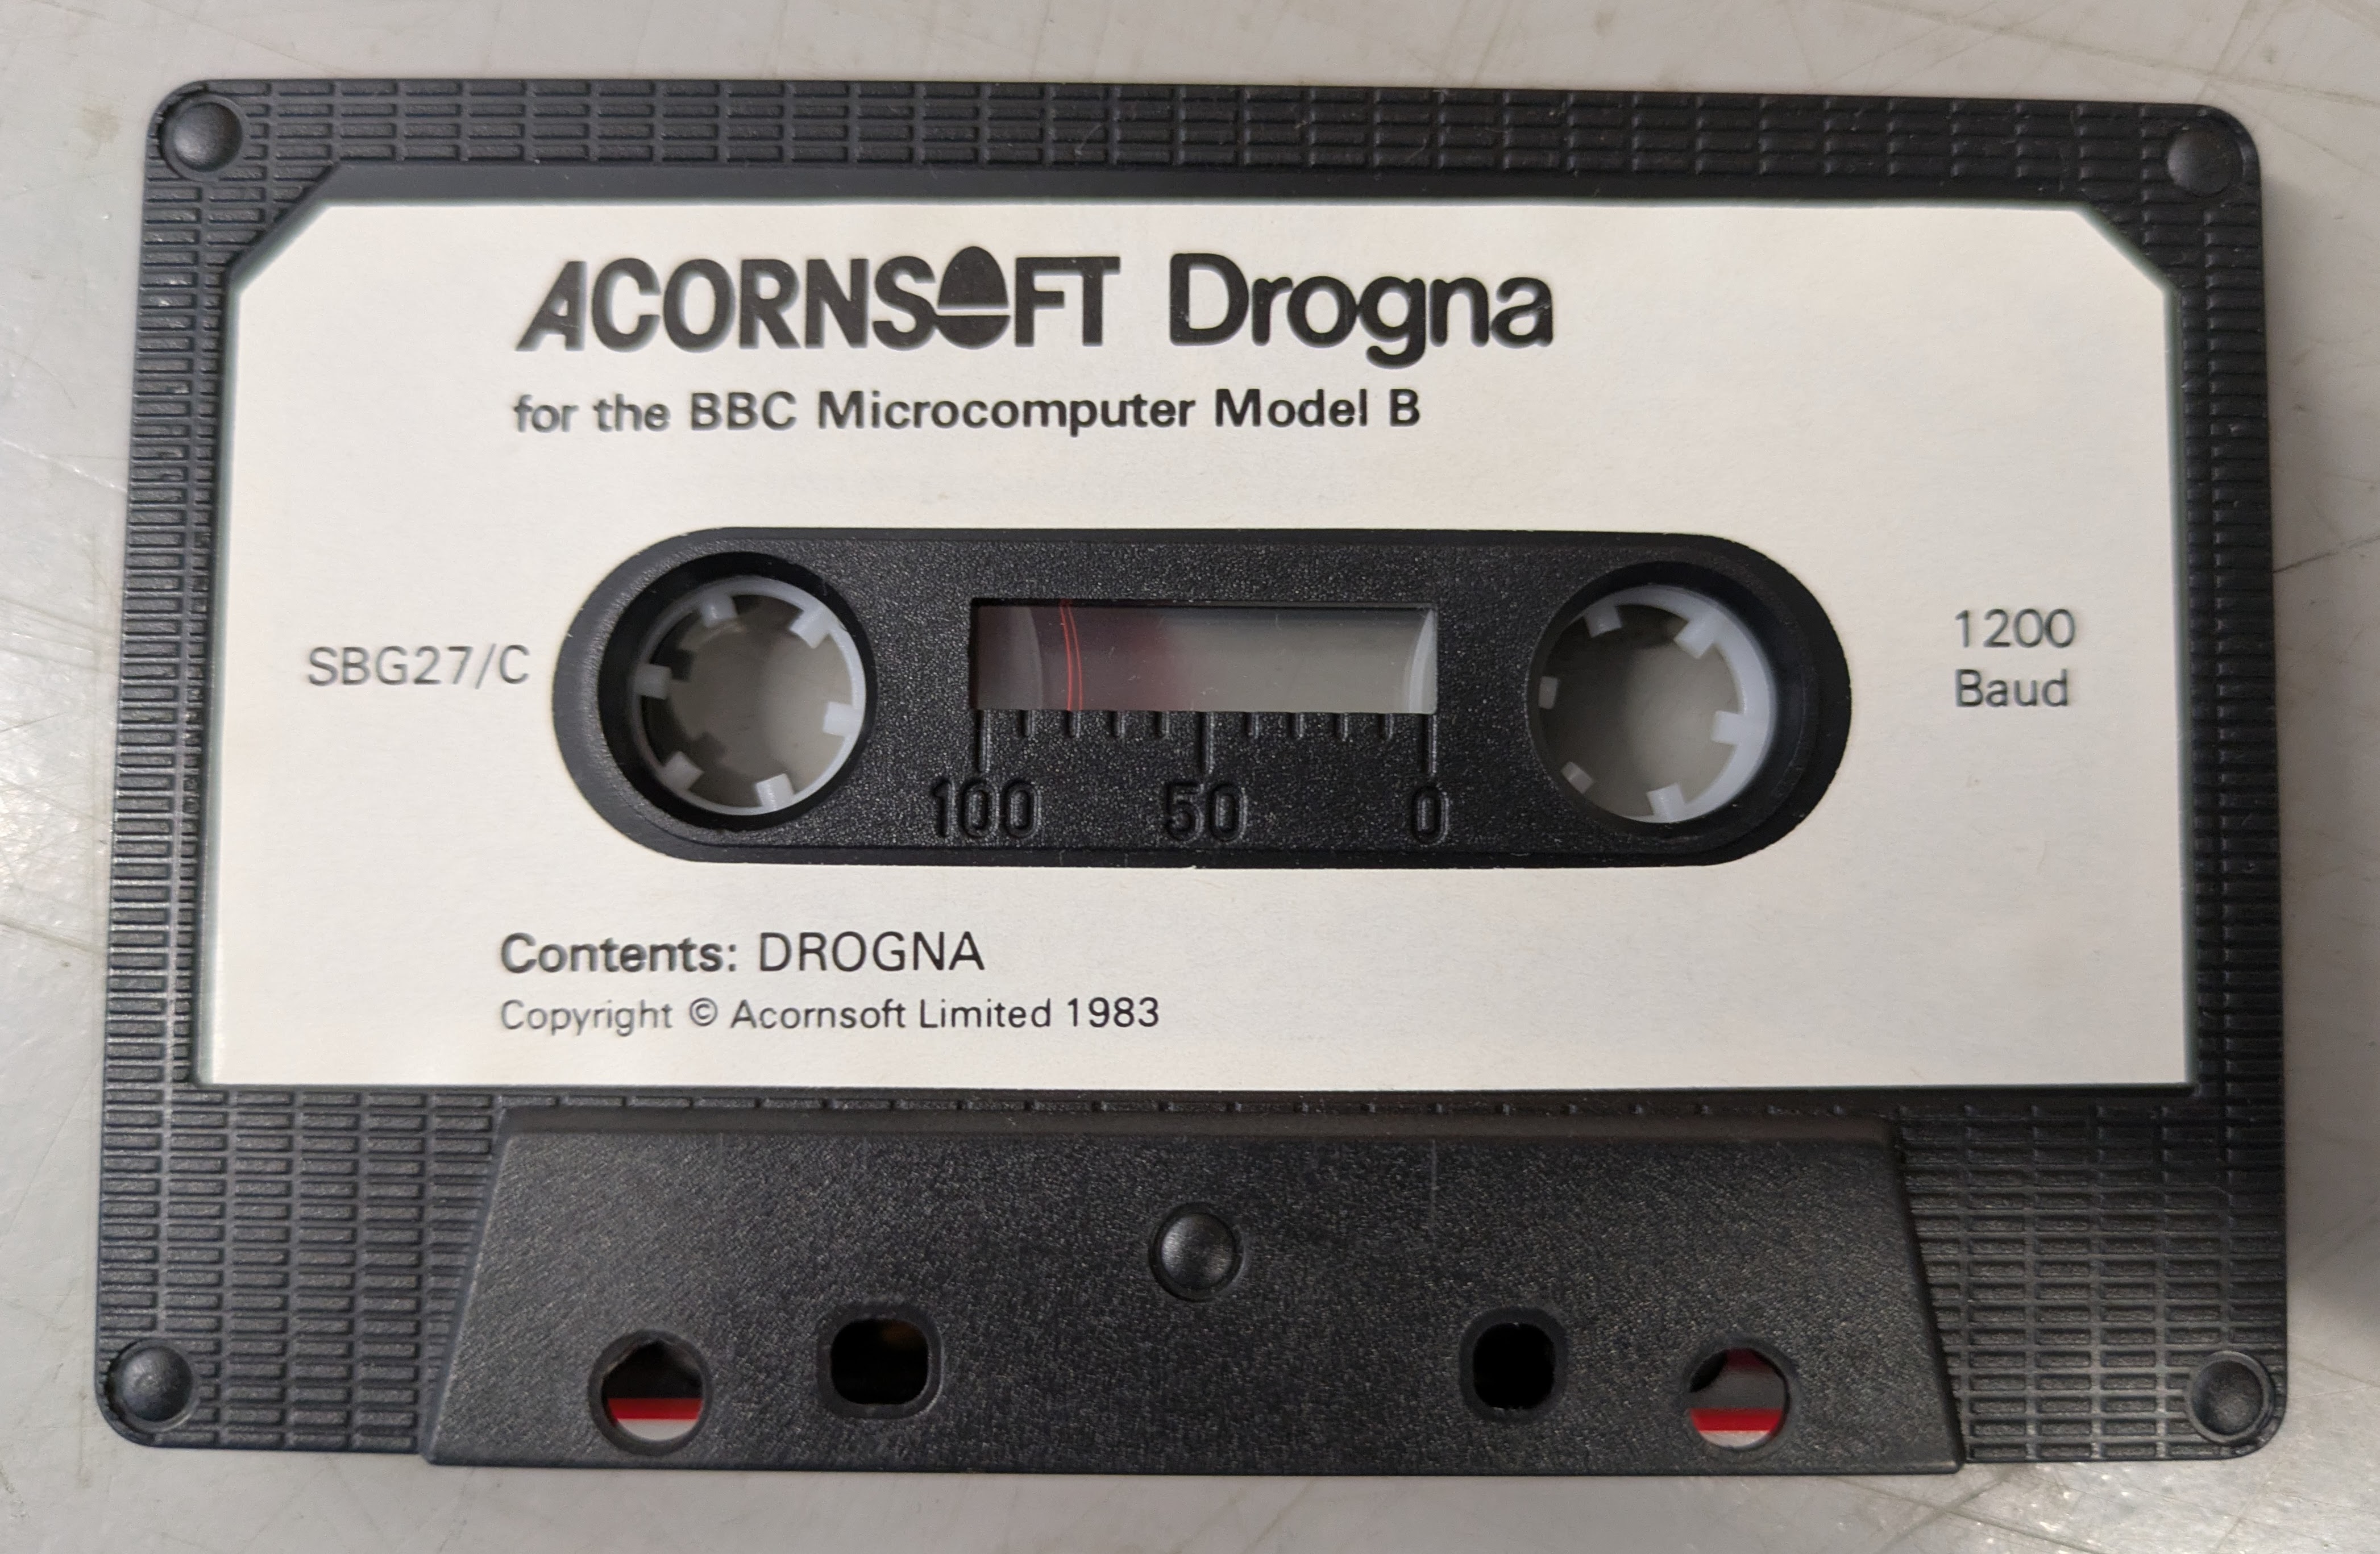 ACORNSOFT Drogna
for the BBC Microcomputer Model B
SBG27/C
1200
Baud
100 50 0
Contents: DROGNA
Copyright © Acornsoft Limited 1983